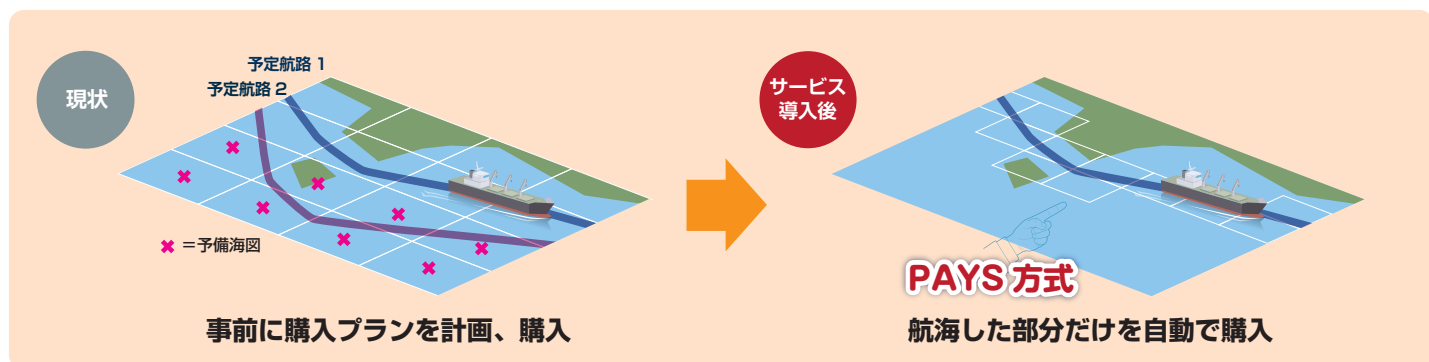 現状
予定航路 1
予定航路 2
✖ =予備海図
事前に購入プランを計画、購入
サービス
導入後
PAYS 方式
航海した部分だけを自動で購入